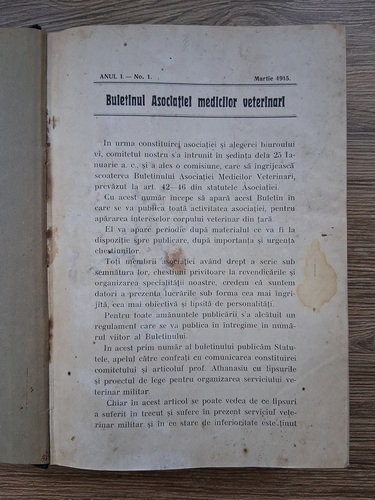 ANUL I. — No. 1.
Martie 1915.
Buletinul Asociației medicilor veterinari
In urma constituirei asociației și alegerei biuroului
ei, comitetul nostru s'a întrunit în ședința dela 25 Ia-
nuarie a. c., și a ales o comisiune, care să îngrijească
scoaterea Buletinului Asociației Medicilor Veterinari,
prevăzut la art. 42—46 din statutele Asociației.
Cu acest număr începe să apară acest Buletin în
care se va publica toată activitatea asociației, pentru
apărarea intereselor corpului veterinar din țară.
El va apare periodic după materialul ce va fi la
dispoziție spre publicare, după importanța și urgența
chestiunilor.
Toți membrii asociației având drept a scrie sub
semnătura lor, chestiuni privitoare la revendicările și
organizarea specialității noastre, credem că suntem
datori a prezenta lucrările sub forma cea mai îngri-
jită, cea mai obiectivă și lipsită de personalități.
Pentru toate amănuntele publicării s'a alcătuit un
regulament care se va publica în întregime în numă-
rul viitor al Buletinului.
In acest prim număr al buletinului publicăm Statu-
tele, apelul către confrați cu comunicarea constituirei
comitetului și articolul prof. Athanasiu cu lipsurile
și proectul de lege pentru organizarea serviciului ve-
terinar militar.
Chiar în acest articol se poate vedea de ce lipsuri
a suferit în trecut și sufere în prezent serviciul vete-
rinar militar și în ce stare de inferioritate este ținut